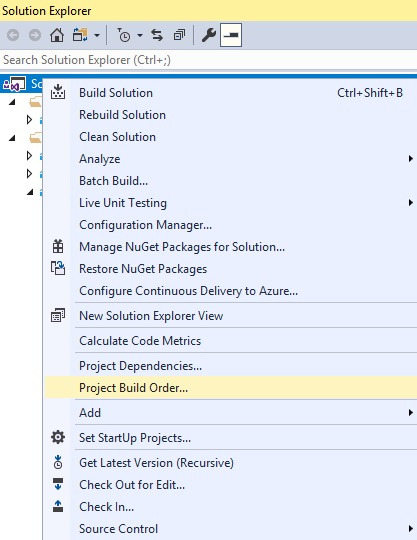 Solution Explorer
Search Solution Explorer (Ctrl+;)
Build Solution Ctrl+Shift+B
Rebuild Solution
Clean Solution
Analyze
Batch Build...
Live Unit Testing
Configuration Manager...
Manage NuGet Packages for Solution...
Restore NuGet Packages
Configure Continuous Delivery to Azure...
New Solution Explorer View
Calculate Code Metrics
Project Dependencies...
Project Build Order...
Add
Set StartUp Projects...
Get Latest Version (Recursive)
Check Out for Edit...
Check In...
Source Control